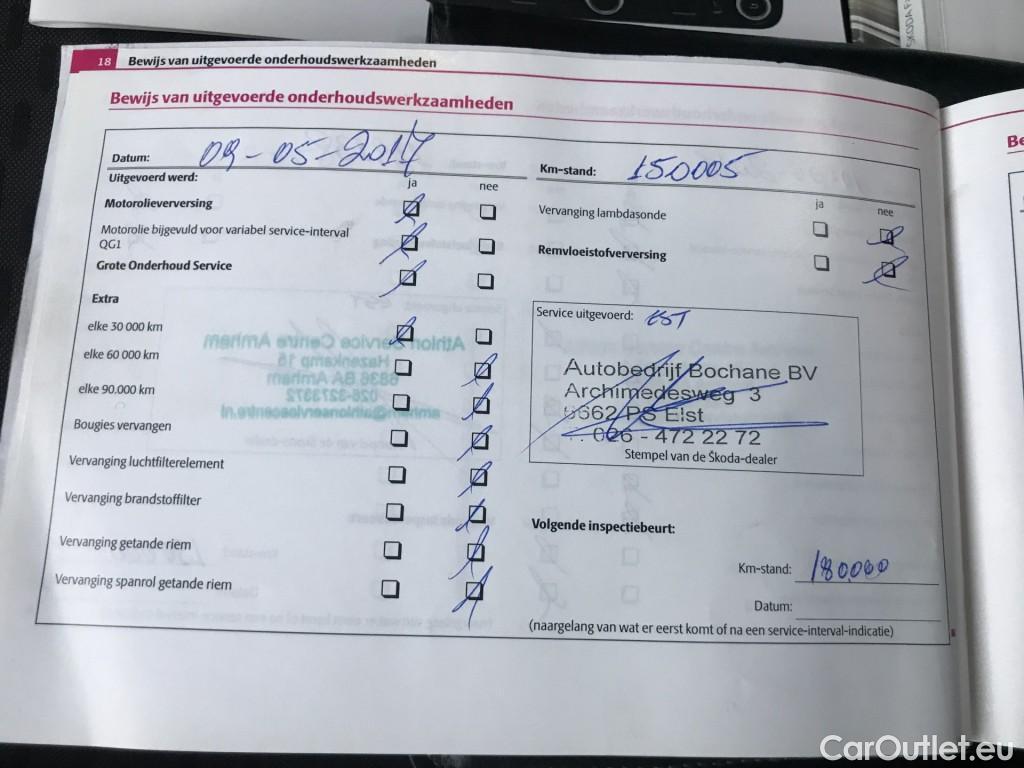 18 Bewijs van uitgevoerde onderhoudswerkzaamheden
Bewijs van uitgevoerde onderhoudswerkzaamheden
Datum: 09-05-2017
Uitgevoerd werd:
ja nee
Motorolieverversing
Motorolie bijgevuld voor variabel service-interval
QG1
Grote Onderhoud Service
Extra
elke 30 000 km
elke 60 000 km
elke 90.000 km
Bougies vervangen
Vervanging luchtfilterelement
Vervanging brandstoffilter
Vervanging getande riem
Vervanging spanrol getande riem
Km-stand: 150005
ja nee
Vervanging lambdasonde
Remvloeistofverversing
Service uitgevoerd: EST
Autobedrijf Bochane BV
Archimedesweg 3
6662 PS Elst
026 - 472 22 72
Stempel van de Škoda-dealer
Volgende inspectiebeurt:
Km-stand: 180.000
Datum:
(naargelang van wat er eerst komt of na een service-interval-indicatie)
Be
CarOutlet.eu